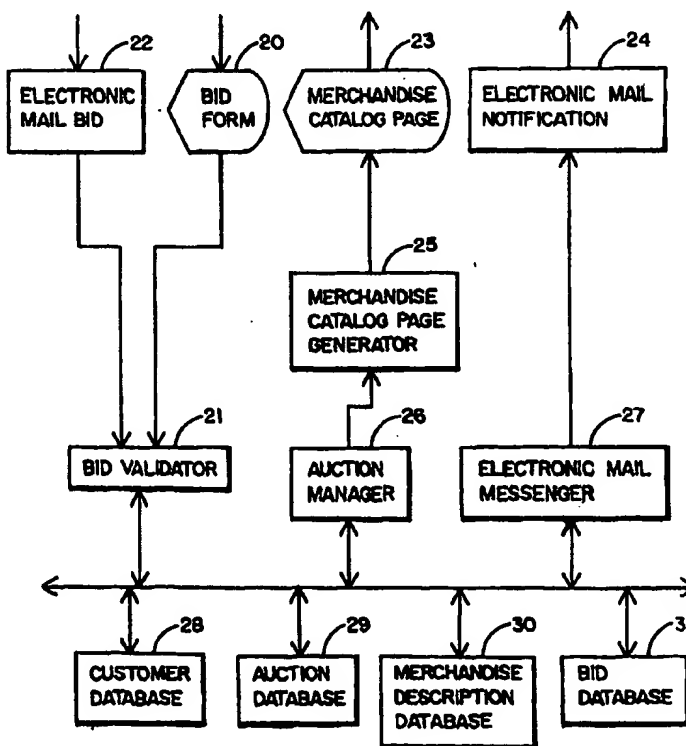 22
20
23
24
ELECTRONIC
MAIL BID
BID
FORM
MERCHANDISE
CATALOG PAGE
ELECTRONIC MAIL
NOTIFICATION
25
MERCHANDISE
CATALOG PAGE
GENERATOR
21
26
27
BID VALIDATOR
AUCTION
MANAGER
ELECTRONIC MAIL
MESSENGER
28
29
30
3
CUSTOMER
DATABASE
AUCTION
DATABASE
MERCHANDISE
DESCRIPTION
DATABASE
BID
DATABASE